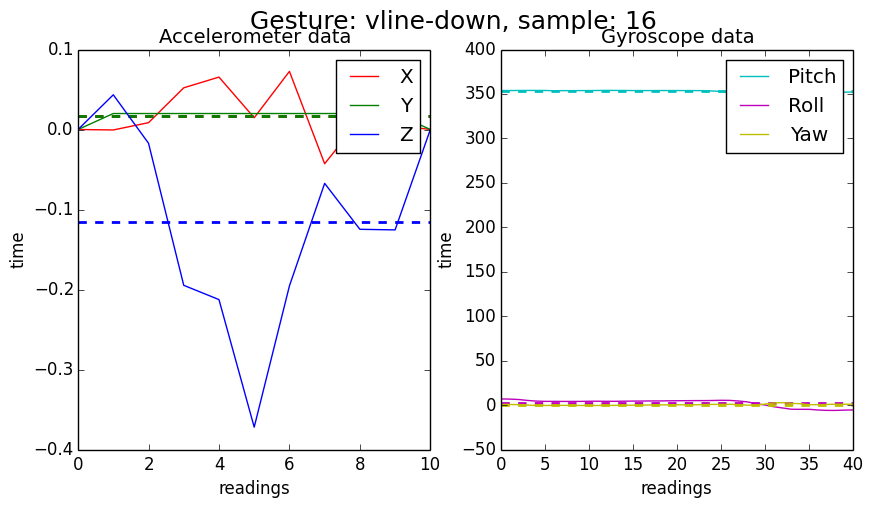 Gesture: vline-down, sample: 16
Accelerometer data
0.1
0.0
−0.1
−0.2
−0.3
−0.4
time
0 2 4 6 8 10
readings
X
Y
Z
Gyroscope data
400
350
300
250
200
150
100
50
0
−50
time
0 5 10 15 20 25 30 35 40
readings
Pitch
Roll
Yaw